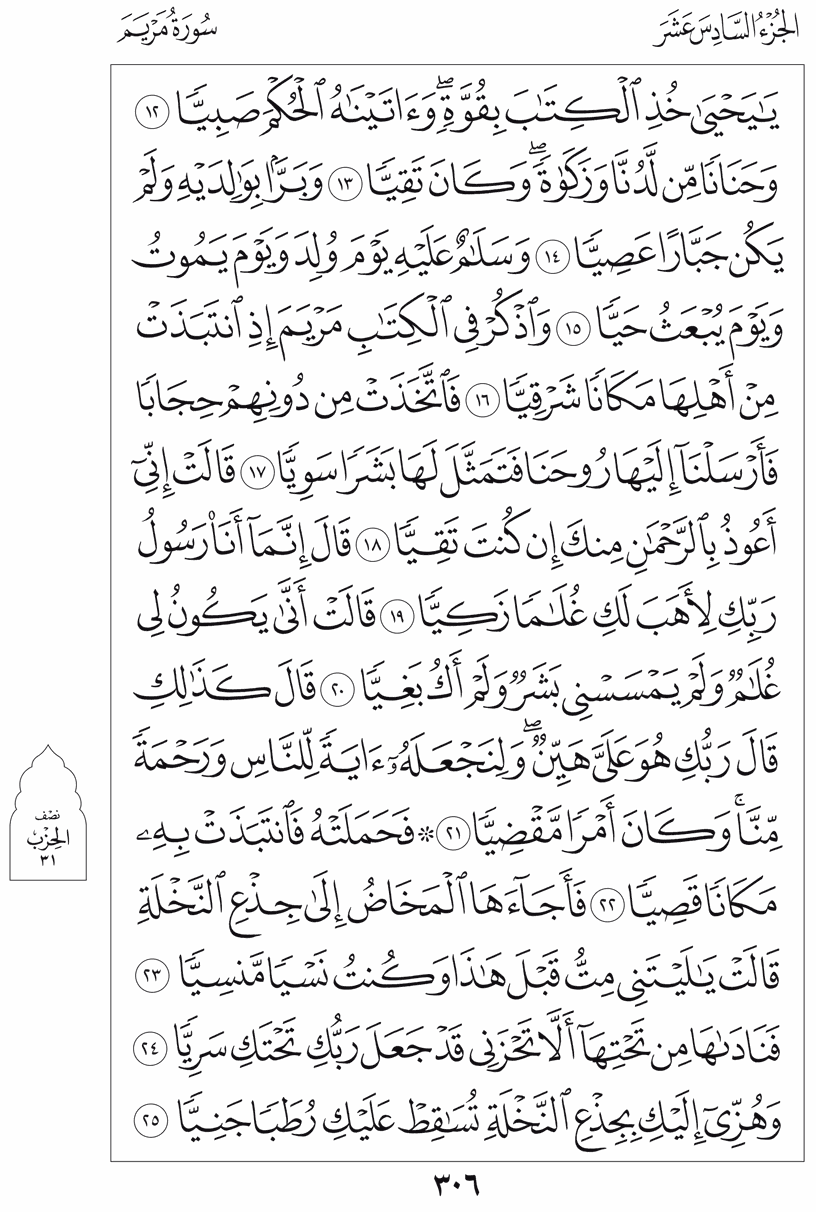 الجُزْءُ السَّادِسَ عَشَرَ
سُورَةُ مَرْيَمَ
يَٰيَحْيَىٰ خُذِ ٱلْكِتَٰبَ بِقُوَّةٖۖ وَءَاتَيْنَٰهُ ٱلْحُكْمَ صَبِيّٗا ١٢
وَحَنَانٗا مِّن لَّدُنَّا وَزَكَوٰةٗۖ وَكَانَ تَقِيّٗا ١٣ وَبَرَّۢا بِوَٰلِدَيْهِ وَلَمْ
يَكُن جَبَّارًا عَصِيّٗا ١٤ وَسَلَٰمٌ عَلَيْهِ يَوْمَ وُلِدَ وَيَوْمَ يَمُوتُ
وَيَوْمَ يُبْعَثُ حَيّٗا ١٥ وَٱذْكُرْ فِي ٱلْكِتَٰبِ مَرْيَمَ إِذِ ٱنتَبَذَتْ
مِنْ أَهْلِهَا مَكَانٗا شَرْقِيّٗا ١٦ فَٱتَّخَذَتْ مِن دُونِهِمْ حِجَابٗا
فَأَرْسَلْنَآ إِلَيْهَا رُوحَنَا فَتَمَثَّلَ لَهَا بَشَرٗا سَوِيّٗا ١٧ قَالَتْ إِنِّيٓ
أَعُوذُ بِٱلرَّحْمَٰنِ مِنكَ إِن كُنتَ تَقِيّٗا ١٨ قَالَ إِنَّمَآ أَنَا۠ رَسُولُ
رَبِّكِ لِأَهَبَ لَكِ غُلَٰمٗا زَكِيّٗا ١٩ قَالَتْ أَنَّىٰ يَكُونُ لِي
غُلَٰمٞ وَلَمْ يَمْسَسْنِي بَشَرٞ وَلَمْ أَكُ بَغِيّٗا ٢٠ قَالَ كَذَٰلِكِ
قَالَ رَبُّكِ هُوَ عَلَيَّ هَيِّنٞۖ وَلِنَجْعَلَهُۥٓ ءَايَةٗ لِّلنَّاسِ وَرَحْمَةٗ
مِّنَّاۚ وَكَانَ أَمْرٗا مَّقْضِيّٗا ٢١ ۞ فَحَمَلَتْهُ فَٱنتَبَذَتْ بِهِۦ
نصْف
الحِزْب
٣١
مَكَانٗا قَصِيّٗا ٢٢ فَأَجَآءَهَا ٱلْمَخَاضُ إِلَىٰ جِذْعِ ٱلنَّخْلَةِ
قَالَتْ يَٰلَيْتَنِي مِتُّ قَبْلَ هَٰذَا وَكُنتُ نَسْيٗا مَّنسِيّٗا ٢٣
فَنَادَىٰهَا مِن تَحْتِهَآ أَلَّا تَحْزَنِي قَدْ جَعَلَ رَبُّكِ تَحْتَكِ سَرِيّٗا ٢٤
وَهُزِّيٓ إِلَيْكِ بِجِذْعِ ٱلنَّخْلَةِ تُسَٰقِطْ عَلَيْكِ رُطَبٗا جَنِيّٗا ٢٥
٣٠٦